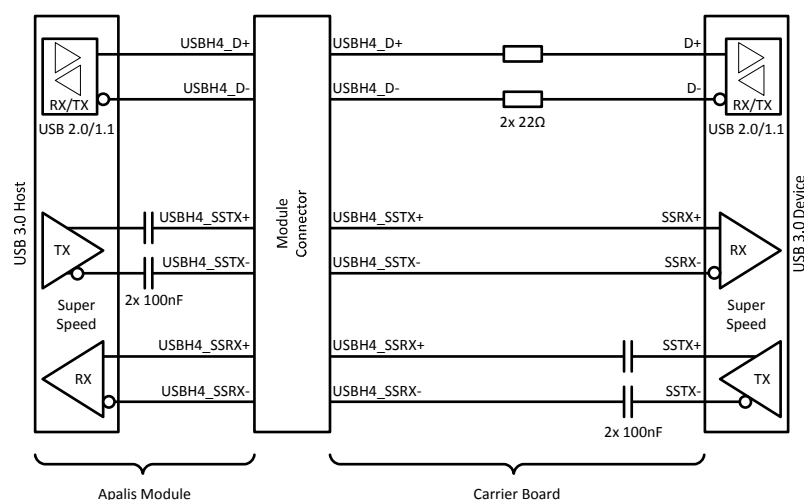 USBH4_D+ USBH4_D+ D+
RX/TX USBH4_D- USBH4_D- D- RX/TX
USB 2.0/1.1 2x 22Ω USB 2.0/1.1
USB 3.0 Host
Module
Connector
USB 3.0 Device
USBH4_SSTX+ USBH4_SSTX+ SSRX+
TX RX
USBH4_SSTX- USBH4_SSTX- SSRX-
2x 100nF
Super
Speed
Super
Speed
USBH4_SSRX+ USBH4_SSRX+ SSTX+
RX TX
USBH4_SSRX- USBH4_SSRX- SSTX-
2x 100nF
Apalis Module Carrier Board